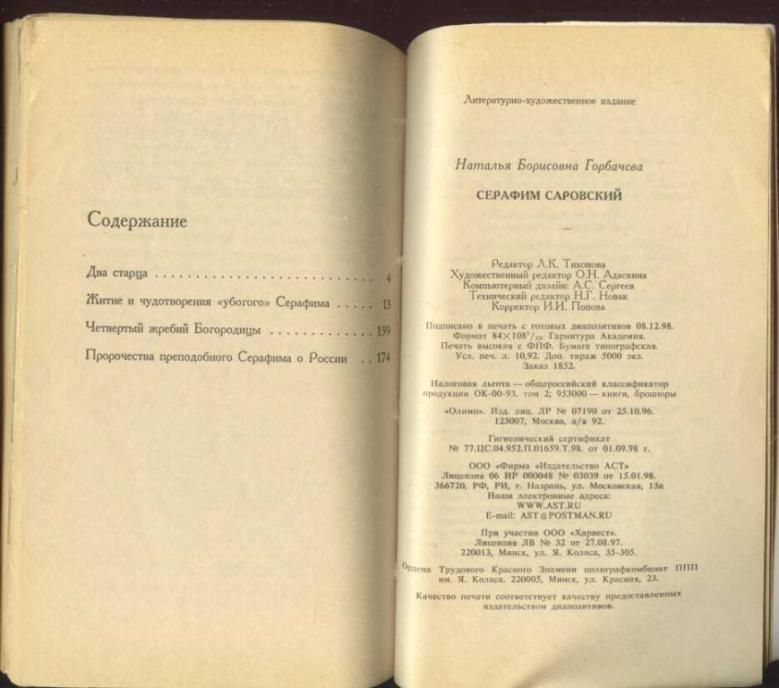 Содержание
Два старца . . . . . . . . . . . . . . . . . . . . . . . . . . . 4
Житие и чудотворения «убогого» Серафима . . . . . 13
Четвертый жребий Богородицы . . . . . . . . . . . . . 139
Пророчества преподобного Серафима о России . . 174
Литературно-художественное издание
Наталья Борисовна Горбачева
СЕРАФИМ САРОВСКИЙ
Редактор Л.К. Тихонова
Художественный редактор О.Н. Адаскина
Компьютерный дизайн: А.С. Сергеев
Технический редактор Н.Г. Новак
Корректор И.И. Попова
Подписано в печать с готовых диапозитивов 08.12.98.
Формат 84×108¹/₃₂. Гарнитура Академия.
Печать высокая с ФПФ. Бумага типографская.
Усл. печ. л. 10,92. Доп. тираж 5000 экз.
Заказ 1852.
Налоговая льгота — общероссийский классификатор
продукции ОК-00-93, том 2; 953000 — книги, брошюры
«Олимп». Изд. лиц. ЛР № 07190 от 25.10.96.
123007, Москва, а/я 92.
Гигиенический сертификат
№ 77.ЦС.04.952.П.01659.Т.98. от 01.09.98 г.
ООО «Фирма «Издательство АСТ»
Лицензия 06 ИР 000048 № 03039 от 15.01.98.
366720, РФ, РИ, г. Назрань, ул. Московская, 13а
Наши электронные адреса:
WWW.AST.RU
E-mail: AST@POSTMAN.RU
При участии ООО «Харвест».
Лицензия ЛВ № 32 от 27.08.97.
220013, Минск, ул. Я. Коласа, 35-305.
Ордена Трудового Красного Знамени полиграфкомбинат ППП
им. Я. Коласа. 220005, Минск, ул. Красная, 23.
Качество печати соответствует качеству предоставленных
издательством диапозитивов.